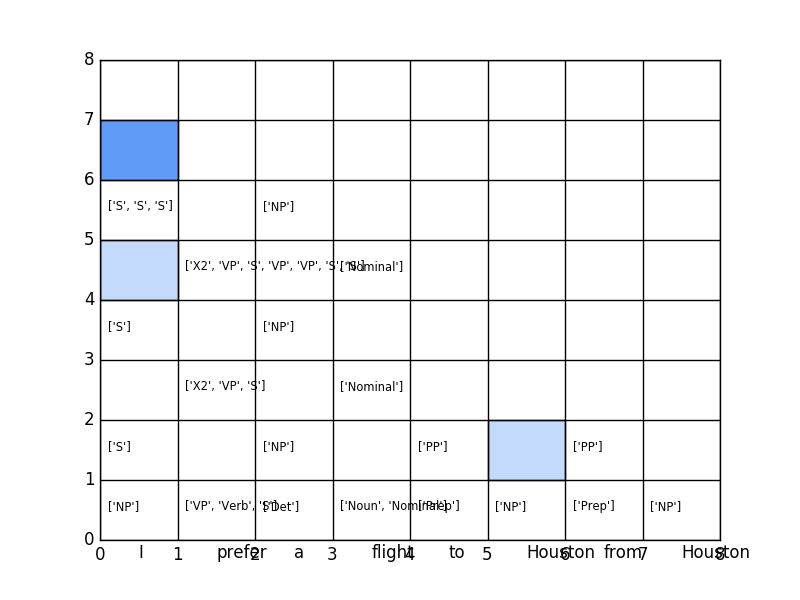 8
7
6
['S', 'S', 'S'] ['NP']
5
['X2', 'VP', 'S', 'VP', 'VP', 'S', 'S'] ['Nominal']
4
['S'] ['NP']
3
['X2', 'VP', 'S'] ['Nominal']
2
['S'] ['NP'] ['PP'] ['PP']
1
['NP'] ['VP', 'Verb', 'S'] ['Det'] ['Noun', 'Nominal'] ['Prep'] ['NP'] ['Prep'] ['NP']
0
0 1 2 3 4 5 6 7 8
I prefer a flight to Houston from Houston